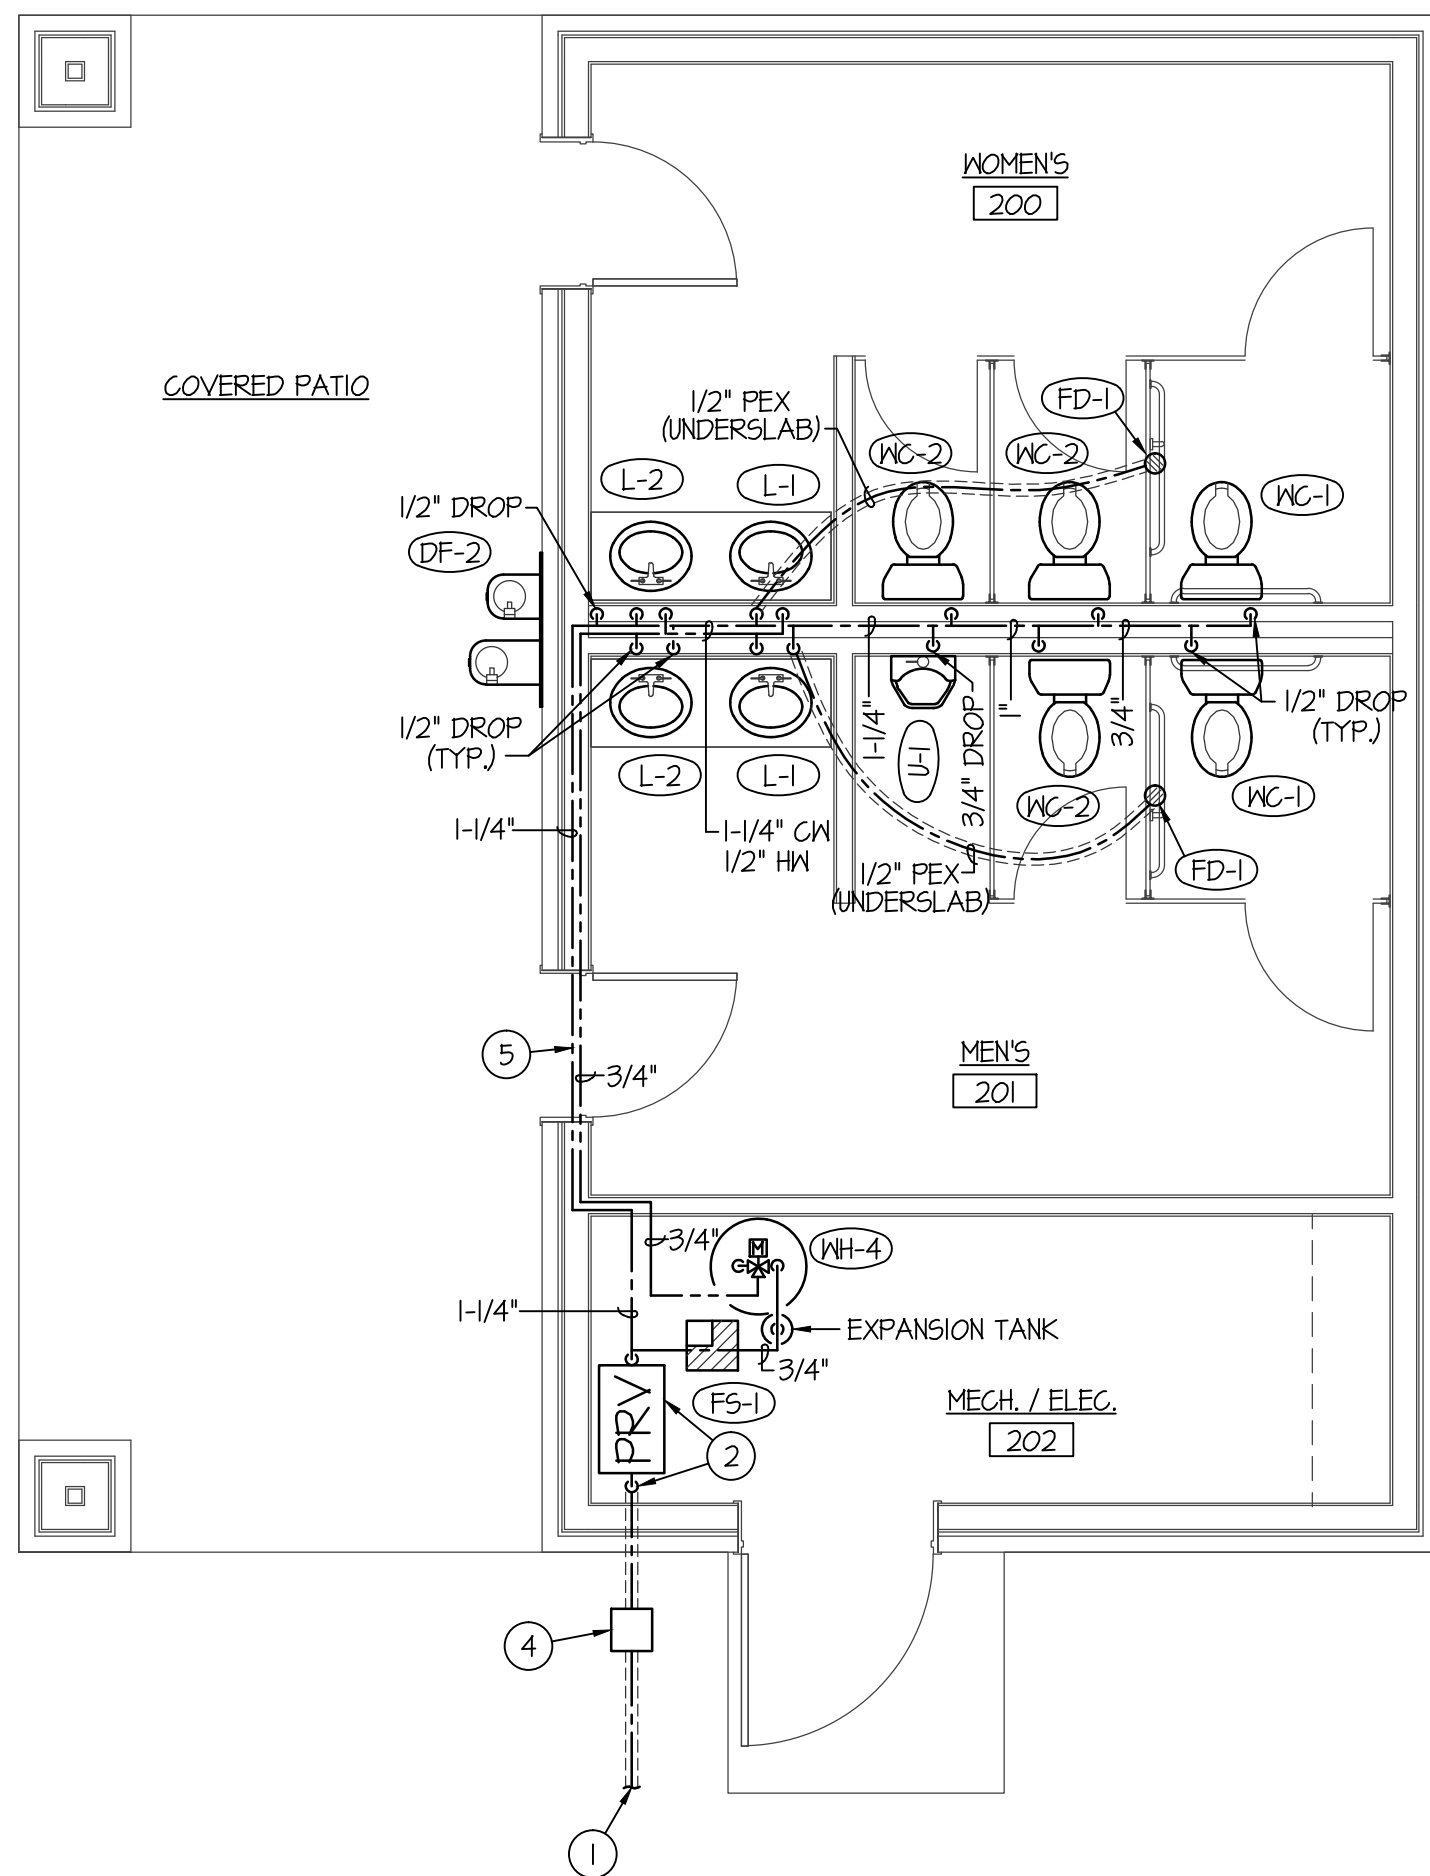 WOMEN'S
200
COVERED PATIO
1/2" PEX
(UNDERSLAB)
FD-1
WC-2
WC-2
L-2
L-1
WC-1
1/2" DROP
DF-2
1/2" DROP
(TYP.)
1-1/4"
1"
3/4"
1/2" DROP
(TYP.)
U-1
3/4" DROP
L-2
L-1
WC-2
WC-1
1-1/4"
1-1/4" CW
1/2" HW
1/2" PEX
(UNDERSLAB)
FD-1
5
3/4"
MEN'S
201
3/4"
M
WH-4
1-1/4"
EXPANSION TANK
3/4"
PRV
FS-1
2
MECH. / ELEC.
202
4
1